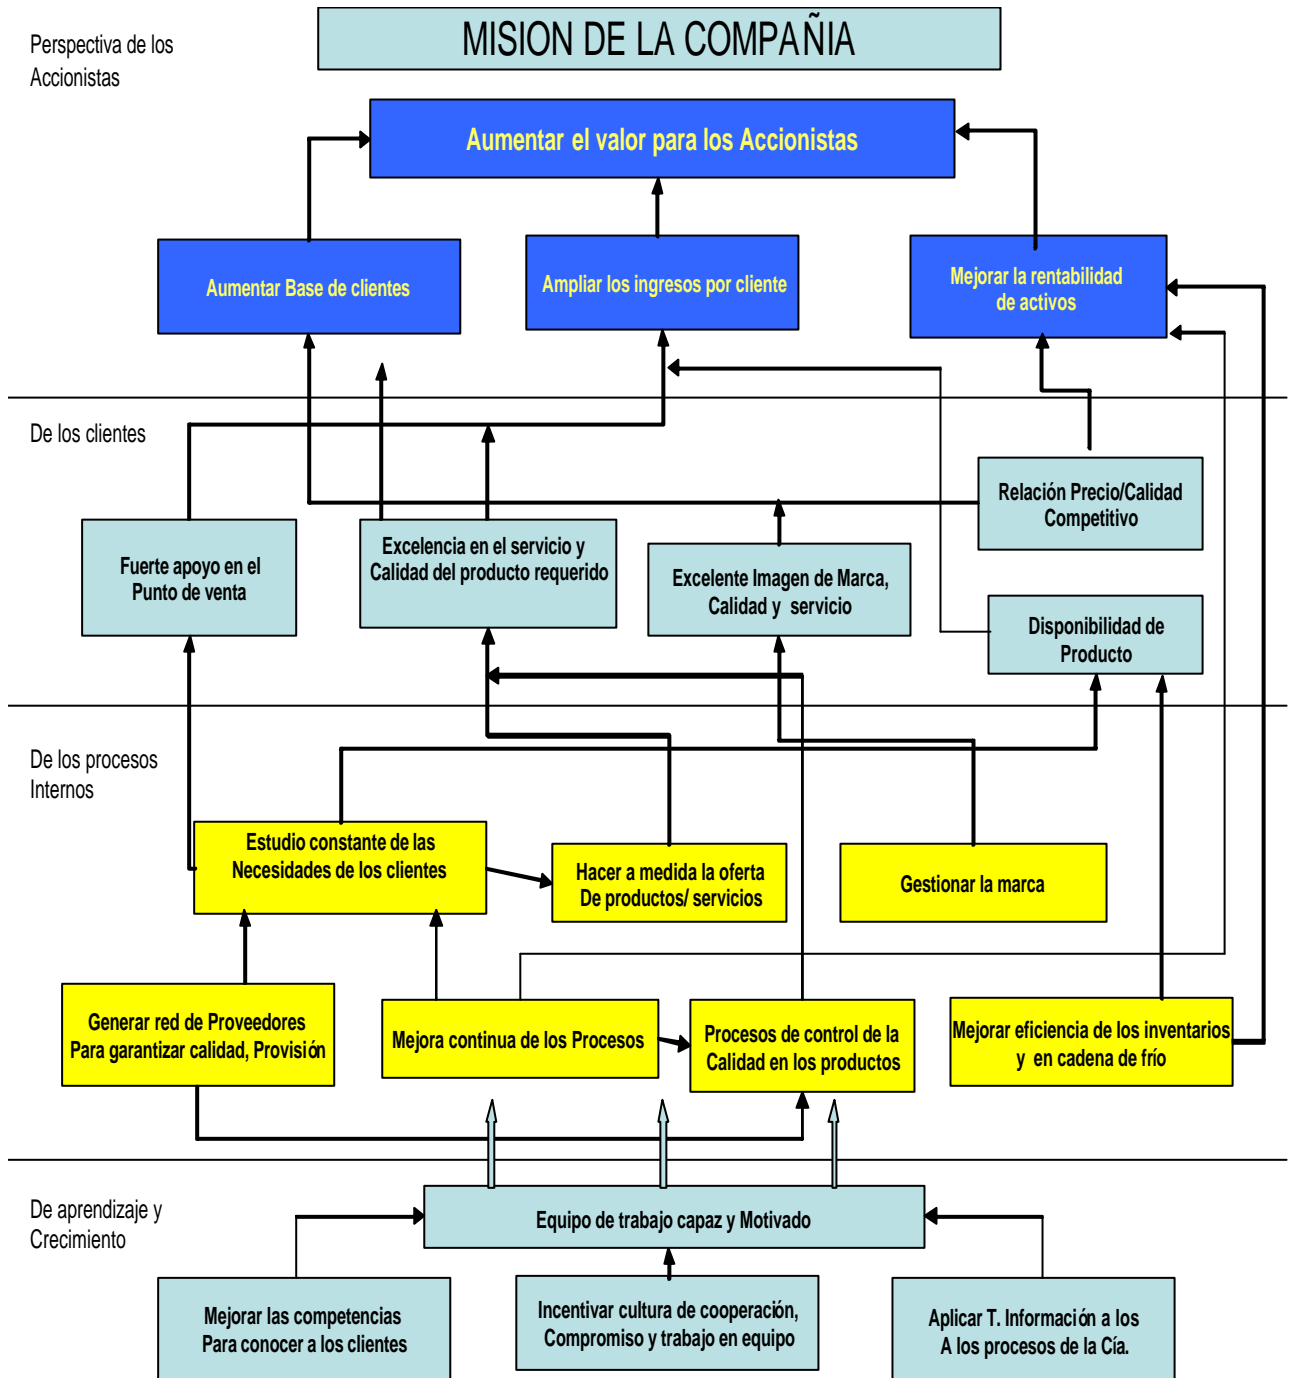 MISION DE LA COMPAÑIA
Perspectiva de los
Accionistas
Aumentar el valor para los Accionistas
Aumentar Base de clientes
Ampliar los ingresos por cliente
Mejorar la rentabilidad
de activos
De los clientes
Relación Precio/Calidad
Competitivo
Fuerte apoyo en el
Punto de venta
Excelencia en el servicio y
Calidad del producto requerido
Excelente Imagen de Marca,
Calidad y servicio
Disponibilidad de
Producto
De los procesos
Internos
Estudio constante de las
Necesidades de los clientes
Hacer a medida la oferta
De productos/ servicios
Gestionar la marca
Generar red de Proveedores
Para garantizar calidad, Provisión
Mejora continua de los Procesos
Procesos de control de la
Calidad en los productos
Mejorar eficiencia de los inventarios
y en cadena de frío
De aprendizaje y
Crecimiento
Equipo de trabajo capaz y Motivado
Mejorar las competencias
Para conocer a los clientes
Incentivar cultura de cooperación,
Compromiso y trabajo en equipo
Aplicar T. Información a los
A los procesos de la Cía.